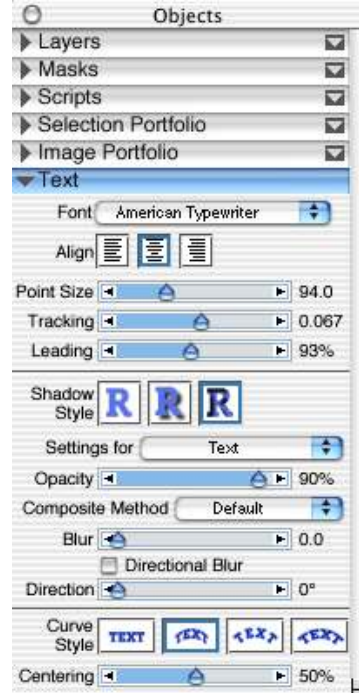 Objects
Layers
Masks
Scripts
Selection Portfolio
Image Portfolio
Text
Font American Typewriter
Align
Point Size 94.0
Tracking 0.067
Leading 93%
Shadow
Style R R R
Settings for Text
Opacity 90%
Composite Method Default
Blur 0.0
Directional Blur
Direction 0°
Curve
Style TEXT TEXT TEXT TEXT
Centering 50%